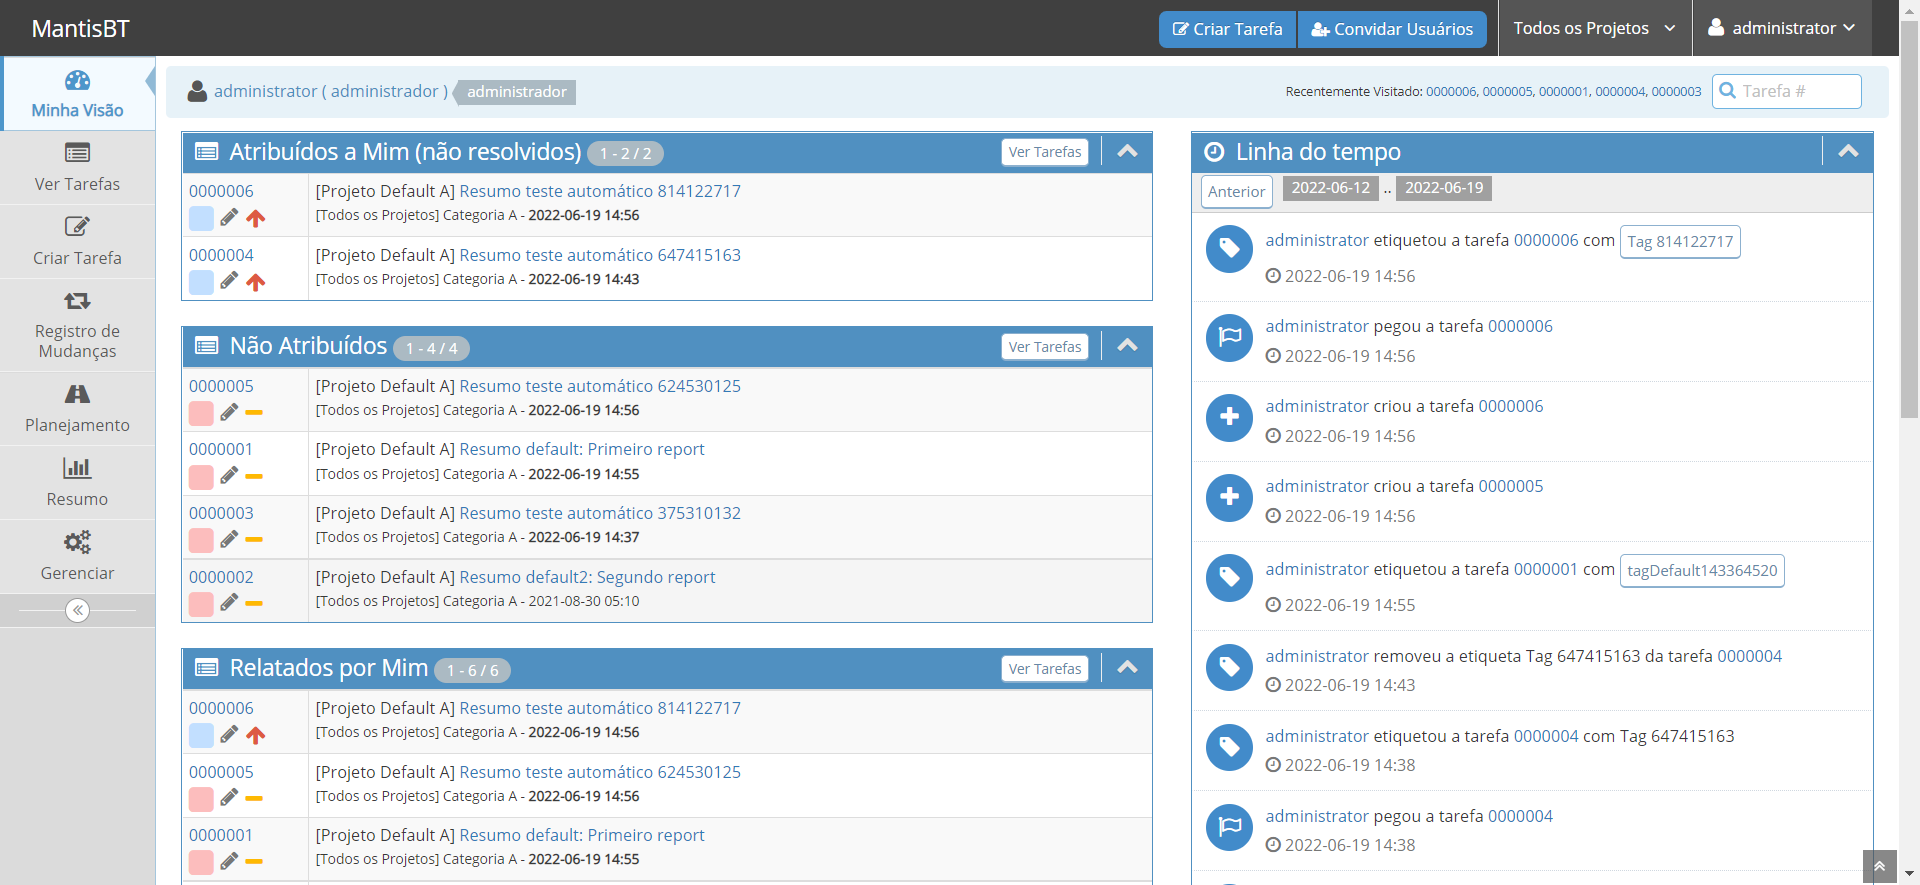 MantisBT
Criar Tarefa
Convidar Usuários
Todos os Projetos
administrator
Minha Visão
Ver Tarefas
Criar Tarefa
Registro de
Mudanças
Planejamento
Resumo
Gerenciar
administrator ( administrador )
administrador
Recentemente Visitado: 0000006, 0000005, 0000001, 0000004, 0000003
Tarefa #
Atribuídos a Mim (não resolvidos)
1 - 2 / 2
Ver Tarefas
0000006
[Projeto Default A] Resumo teste automático 814122717
[Todos os Projetos] Categoria A - 2022-06-19 14:56
0000004
[Projeto Default A] Resumo teste automático 647415163
[Todos os Projetos] Categoria A - 2022-06-19 14:43
Não Atribuídos
1 - 4 / 4
Ver Tarefas
0000005
[Projeto Default A] Resumo teste automático 624530125
[Todos os Projetos] Categoria A - 2022-06-19 14:56
0000001
[Projeto Default A] Resumo default: Primeiro report
[Todos os Projetos] Categoria A - 2022-06-19 14:55
0000003
[Projeto Default A] Resumo teste automático 375310132
[Todos os Projetos] Categoria A - 2022-06-19 14:37
0000002
[Projeto Default A] Resumo default2: Segundo report
[Todos os Projetos] Categoria A - 2021-08-30 05:10
Relatados por Mim
1 - 6 / 6
Ver Tarefas
0000006
[Projeto Default A] Resumo teste automático 814122717
[Todos os Projetos] Categoria A - 2022-06-19 14:56
0000005
[Projeto Default A] Resumo teste automático 624530125
[Todos os Projetos] Categoria A - 2022-06-19 14:56
0000001
[Projeto Default A] Resumo default: Primeiro report
[Todos os Projetos] Categoria A - 2022-06-19 14:55
Linha do tempo
Anterior
2022-06-12 .. 2022-06-19
administrator etiquetou a tarefa 0000006 com Tag 814122717
2022-06-19 14:56
administrator pegou a tarefa 0000006
2022-06-19 14:56
administrator criou a tarefa 0000006
2022-06-19 14:56
administrator criou a tarefa 0000005
2022-06-19 14:56
administrator etiquetou a tarefa 0000001 com tagDefault143364520
2022-06-19 14:55
administrator removeu a etiqueta Tag 647415163 da tarefa 0000004
2022-06-19 14:43
administrator etiquetou a tarefa 0000004 com Tag 647415163
2022-06-19 14:38
administrator pegou a tarefa 0000004
2022-06-19 14:38